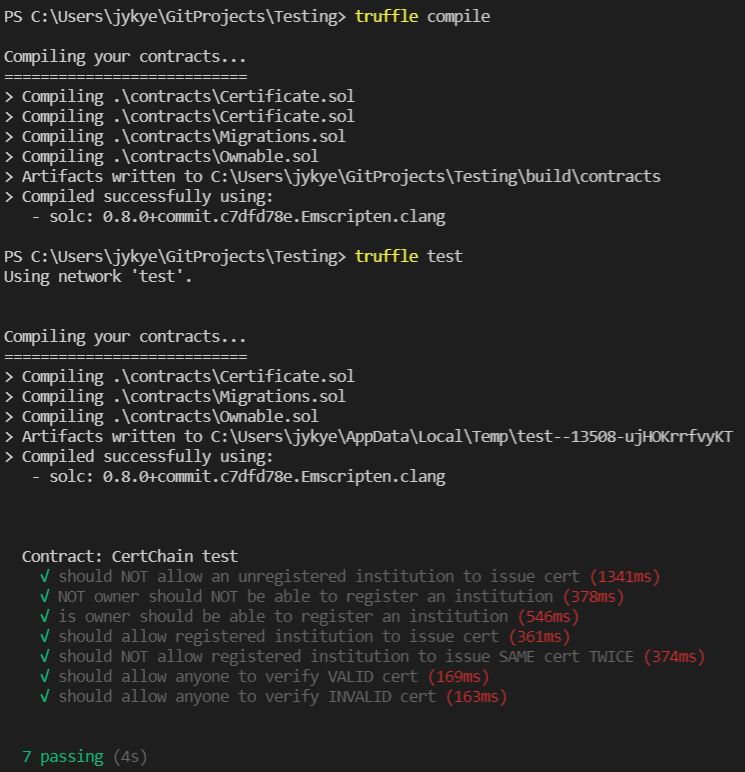 PS C:\Users\jykye\GitProjects\Testing> truffle compile
Compiling your contracts...
===========================
> Compiling .\contracts\Certificate.sol
> Compiling .\contracts\Certificate.sol
> Compiling .\contracts\Migrations.sol
> Compiling .\contracts\Ownable.sol
> Artifacts written to C:\Users\jykye\GitProjects\Testing\build\contracts
> Compiled successfully using:
   - solc: 0.8.0+commit.c7dfd78e.Emscripten.clang
PS C:\Users\jykye\GitProjects\Testing> truffle test
Using network 'test'.
Compiling your contracts...
===========================
> Compiling .\contracts\Certificate.sol
> Compiling .\contracts\Migrations.sol
> Compiling .\contracts\Ownable.sol
> Artifacts written to C:\Users\jykye\AppData\Local\Temp\test--13508-ujHOKrrfvyKT
> Compiled successfully using:
   - solc: 0.8.0+commit.c7dfd78e.Emscripten.clang
  Contract: CertChain test
    √ should NOT allow an unregistered institution to issue cert (1341ms)
    √ NOT owner should NOT be able to register an institution (378ms)
    √ is owner should be able to register an institution (546ms)
    √ should allow registered institution to issue cert (361ms)
    √ should NOT allow registered institution to issue SAME cert TWICE (374ms)
    √ should allow anyone to verify VALID cert (169ms)
    √ should allow anyone to verify INVALID cert (163ms)
  7 passing (4s)